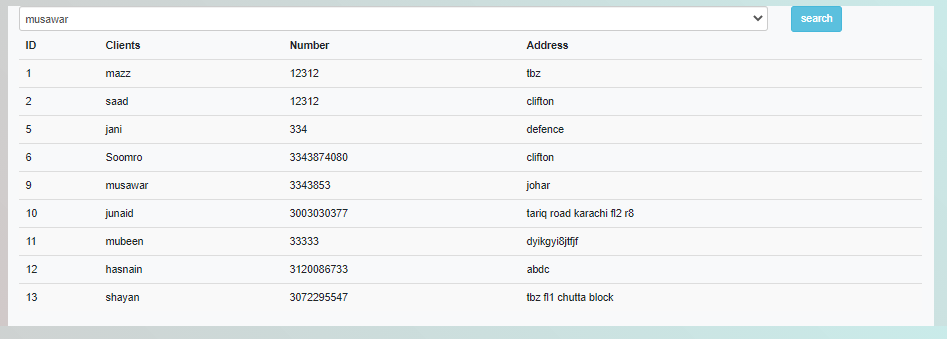 musawar search
ID Clients Number Address
1 mazz 12312 tbz
2 saad 12312 clifton
5 jani 334 defence
6 Soomro 3343874080 clifton
9 musawar 3343853 johar
10 junaid 3003030377 tariq road karachi fl2 r8
11 mubeen 33333 dyikgyi8jtfjf
12 hasnain 3120086733 abdc
13 shayan 3072295547 tbz fl1 chutta block